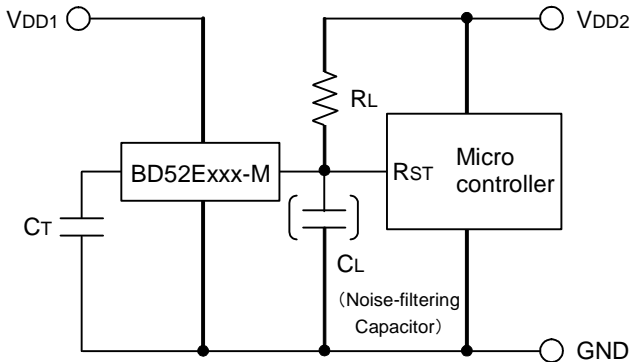 VDD1
VDD2
RL
BD52Exxx-M
RST
Micro
controller
CT
CL
(Noise-filtering
Capacitor)
GND